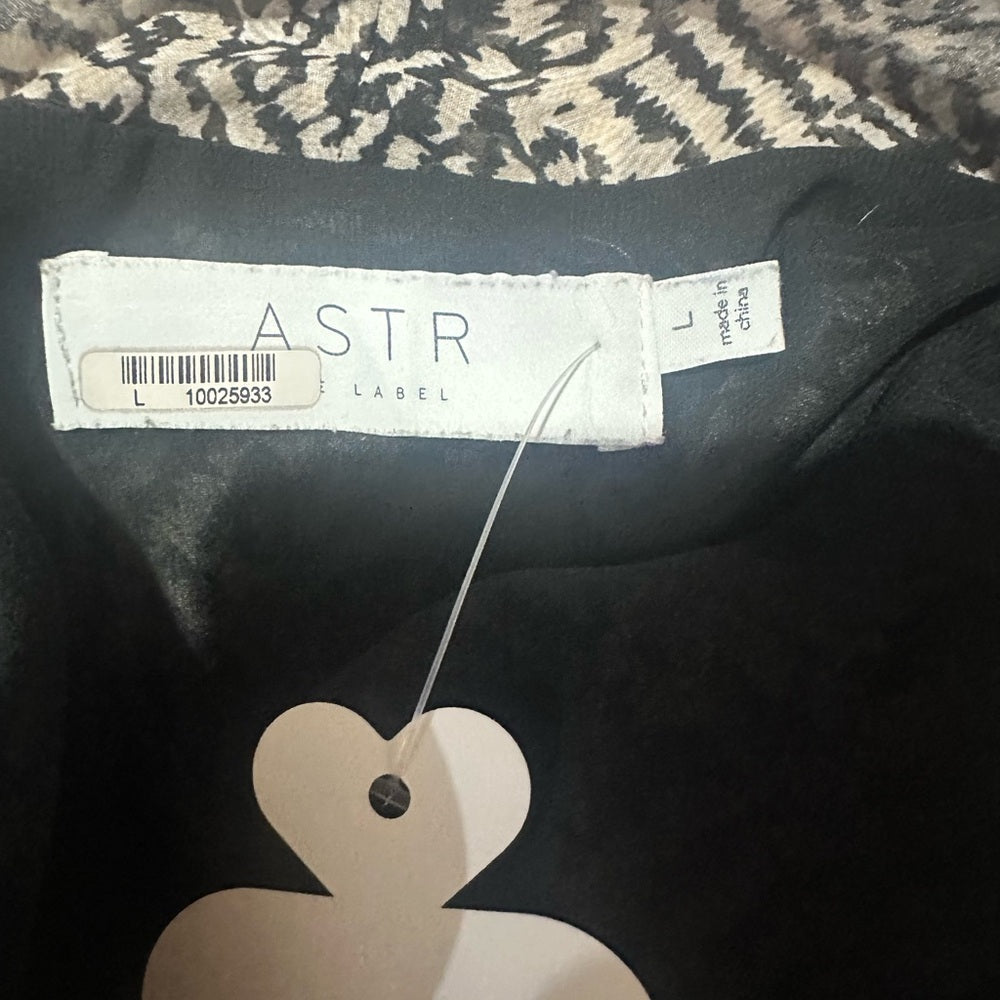 ASTR
E LABEL
L 10025933
L
made in
china